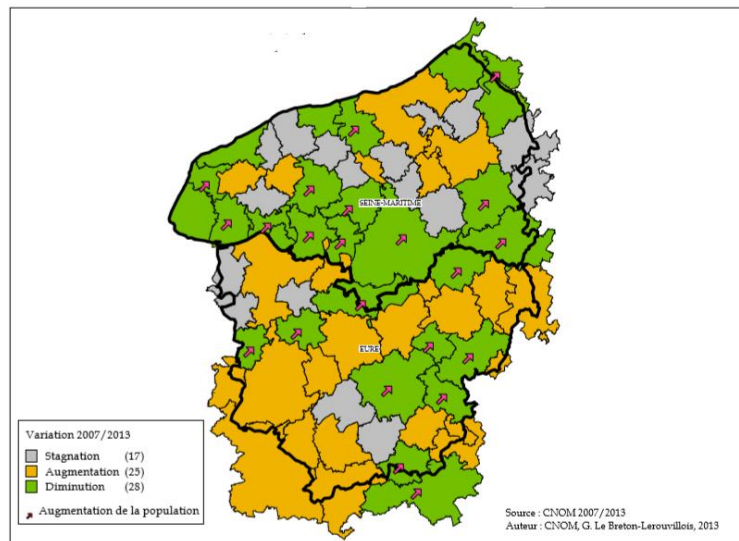 SEINE-MARITIME
EURE
Variation 2007/2013
Stagnation (17)
Augmentation (25)
Diminution (28)
Augmentation de la population
Source : CNOM 2007/2013
Auteur : CNOM, G. Le Breton-Lerouvillois, 2013